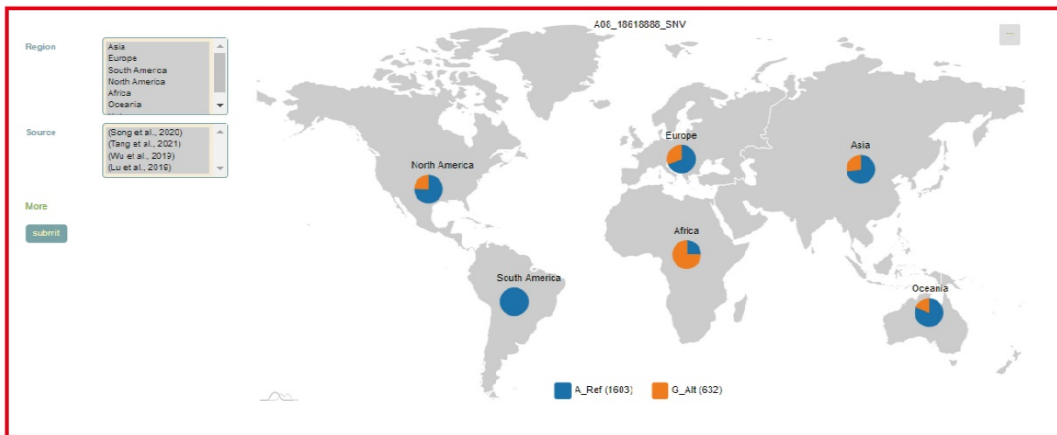 A08_18618888_SNV
...
Region
Asia
Europe
South America
North America
Africa
Oceania
Source
(Song et al., 2020)
(Tang et al., 2021)
(Wu et al., 2019)
(Lu et al., 2016)
More
submit
North America
Europe
Asia
Africa
South America
Oceania
A_Ref (1603)
G_Alt (632)